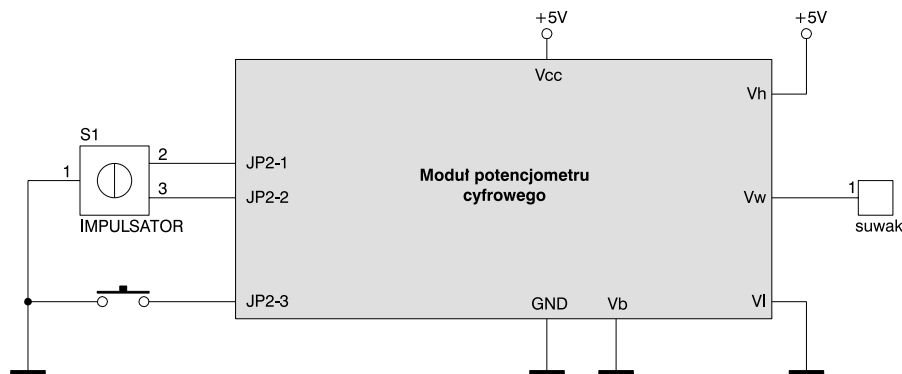 +5V
+5V
Vcc
Vh
S1
2
JP2-1
1
3
JP2-2
IMPULSATOR
Moduł potencjometru
cyfrowego
Vw
1
suwak
JP2-3
GND
Vb
Vl